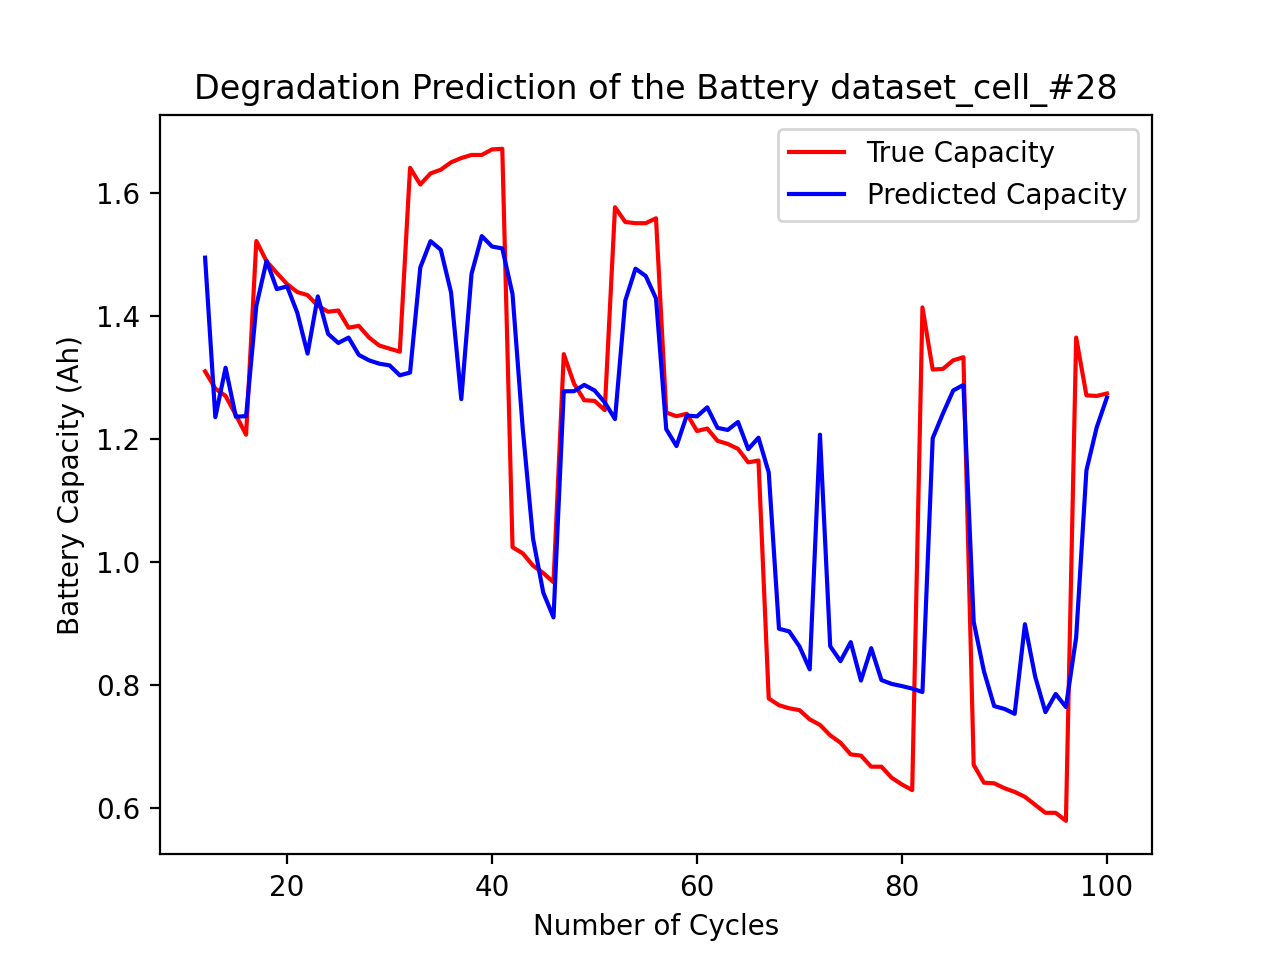 Degradation Prediction of the Battery dataset_cell_#28
True Capacity
Predicted Capacity
Battery Capacity (Ah)
1.6
1.4
1.2
1.0
0.8
0.6
20 40 60 80 100
Number of Cycles